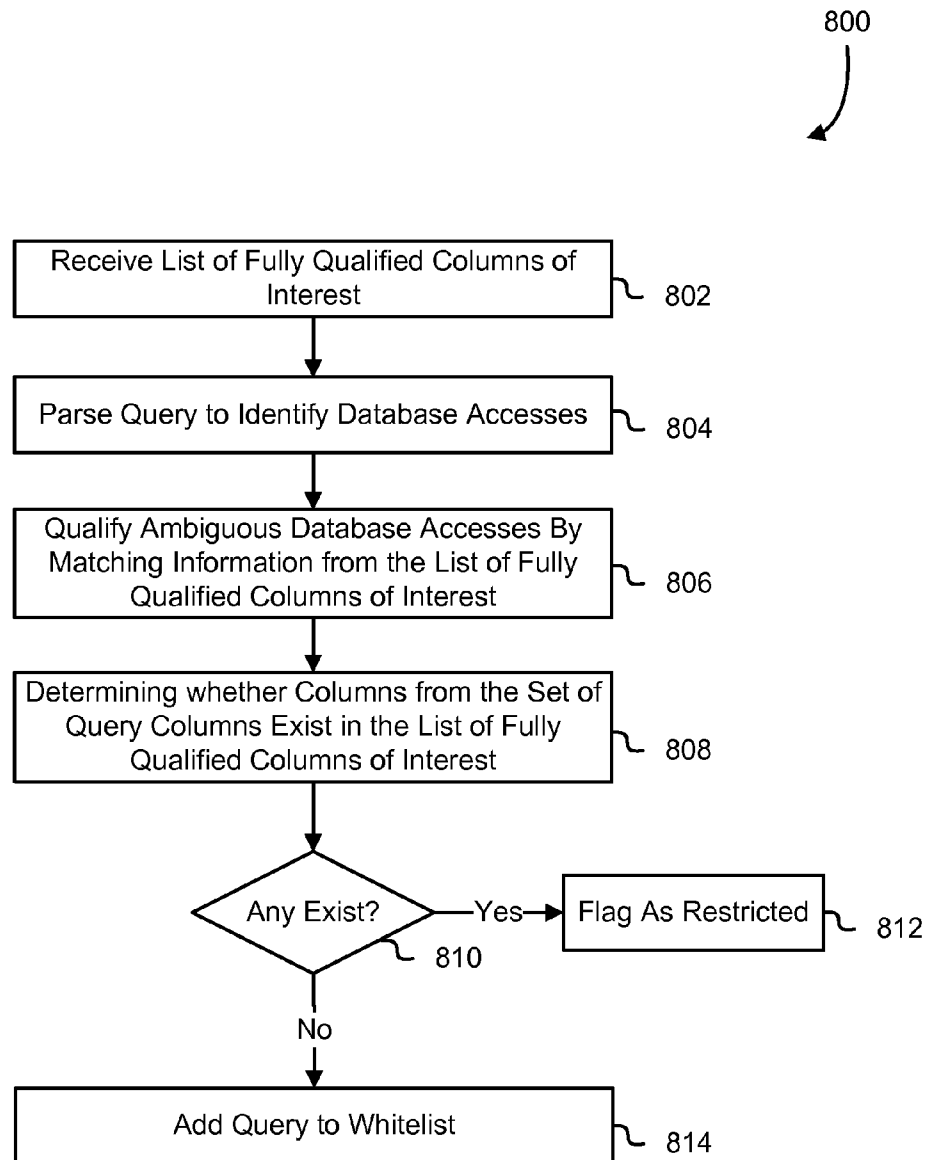 800
Receive List of Fully Qualified Columns of
Interest
802
Parse Query to Identify Database Accesses
804
Qualify Ambiguous Database Accesses By
Matching Information from the List of Fully
Qualified Columns of Interest
806
Determining whether Columns from the Set of
Query Columns Exist in the List of Fully
Qualified Columns of Interest
808
Any Exist?
810
Yes
Flag As Restricted
812
No
Add Query to Whitelist
814